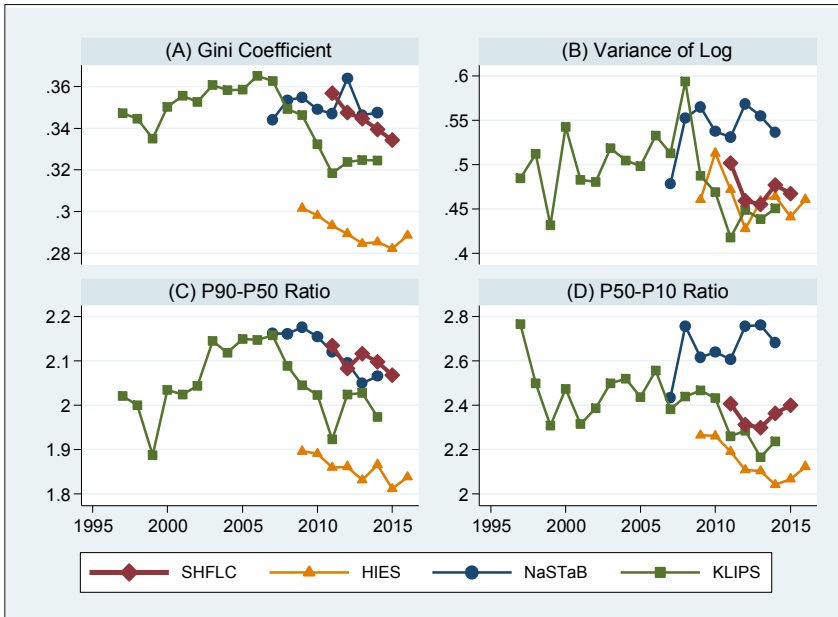 (A) Gini Coefficient
(B) Variance of Log
.36
.34
.32
.3
.28
.6
.55
.5
.45
.4
(C) P90-P50 Ratio
(D) P50-P10 Ratio
2.2
2.1
2
1.9
1.8
2.8
2.6
2.4
2.2
2
1995 2000 2005 2010 2015
1995 2000 2005 2010 2015
SHFLC HIES NaSTaB KLIPS